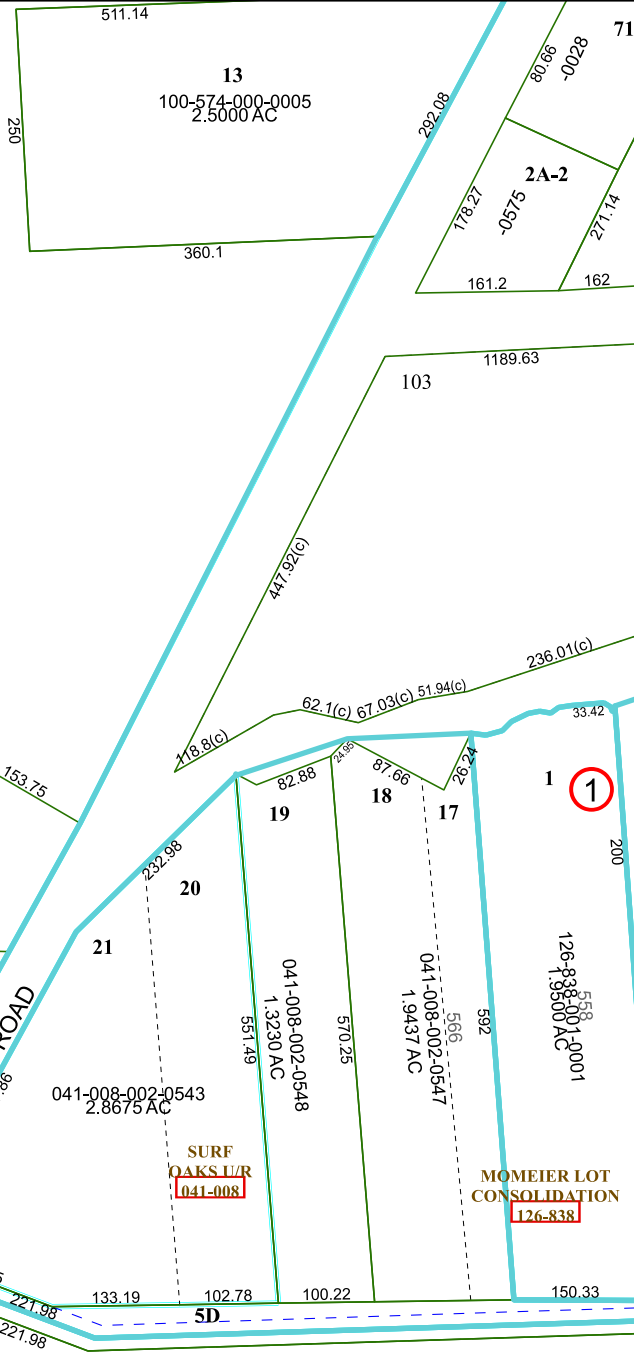 511.14
71
13
100-574-000-0005
2.5000 AC
250
292.08
80.66
-0028
2A-2
-0575
178.27
271.14
360.1
161.2
162
1189.63
103
447.92(c)
236.01(c)
62.1(c)
67.03(c)
51.94(c)
118.8(c)
33.42
153.75
82.88
24.95
87.66
26.24
1
1
19
18
17
200
232.98
20
21
ROAD
041-008-002-0548
1.3230 AC
551.49
570.25
041-008-002-0547
1.9437 AC
566
592
126-838-001-0001
1.9500 AC
558
041-008-002-0543
2.8675 AC
SURF
OAKS U/R
041-008
MOMEIER LOT
CONSOLIDATION
126-838
133.19
102.78
100.22
150.33
221.98
5D
221.98